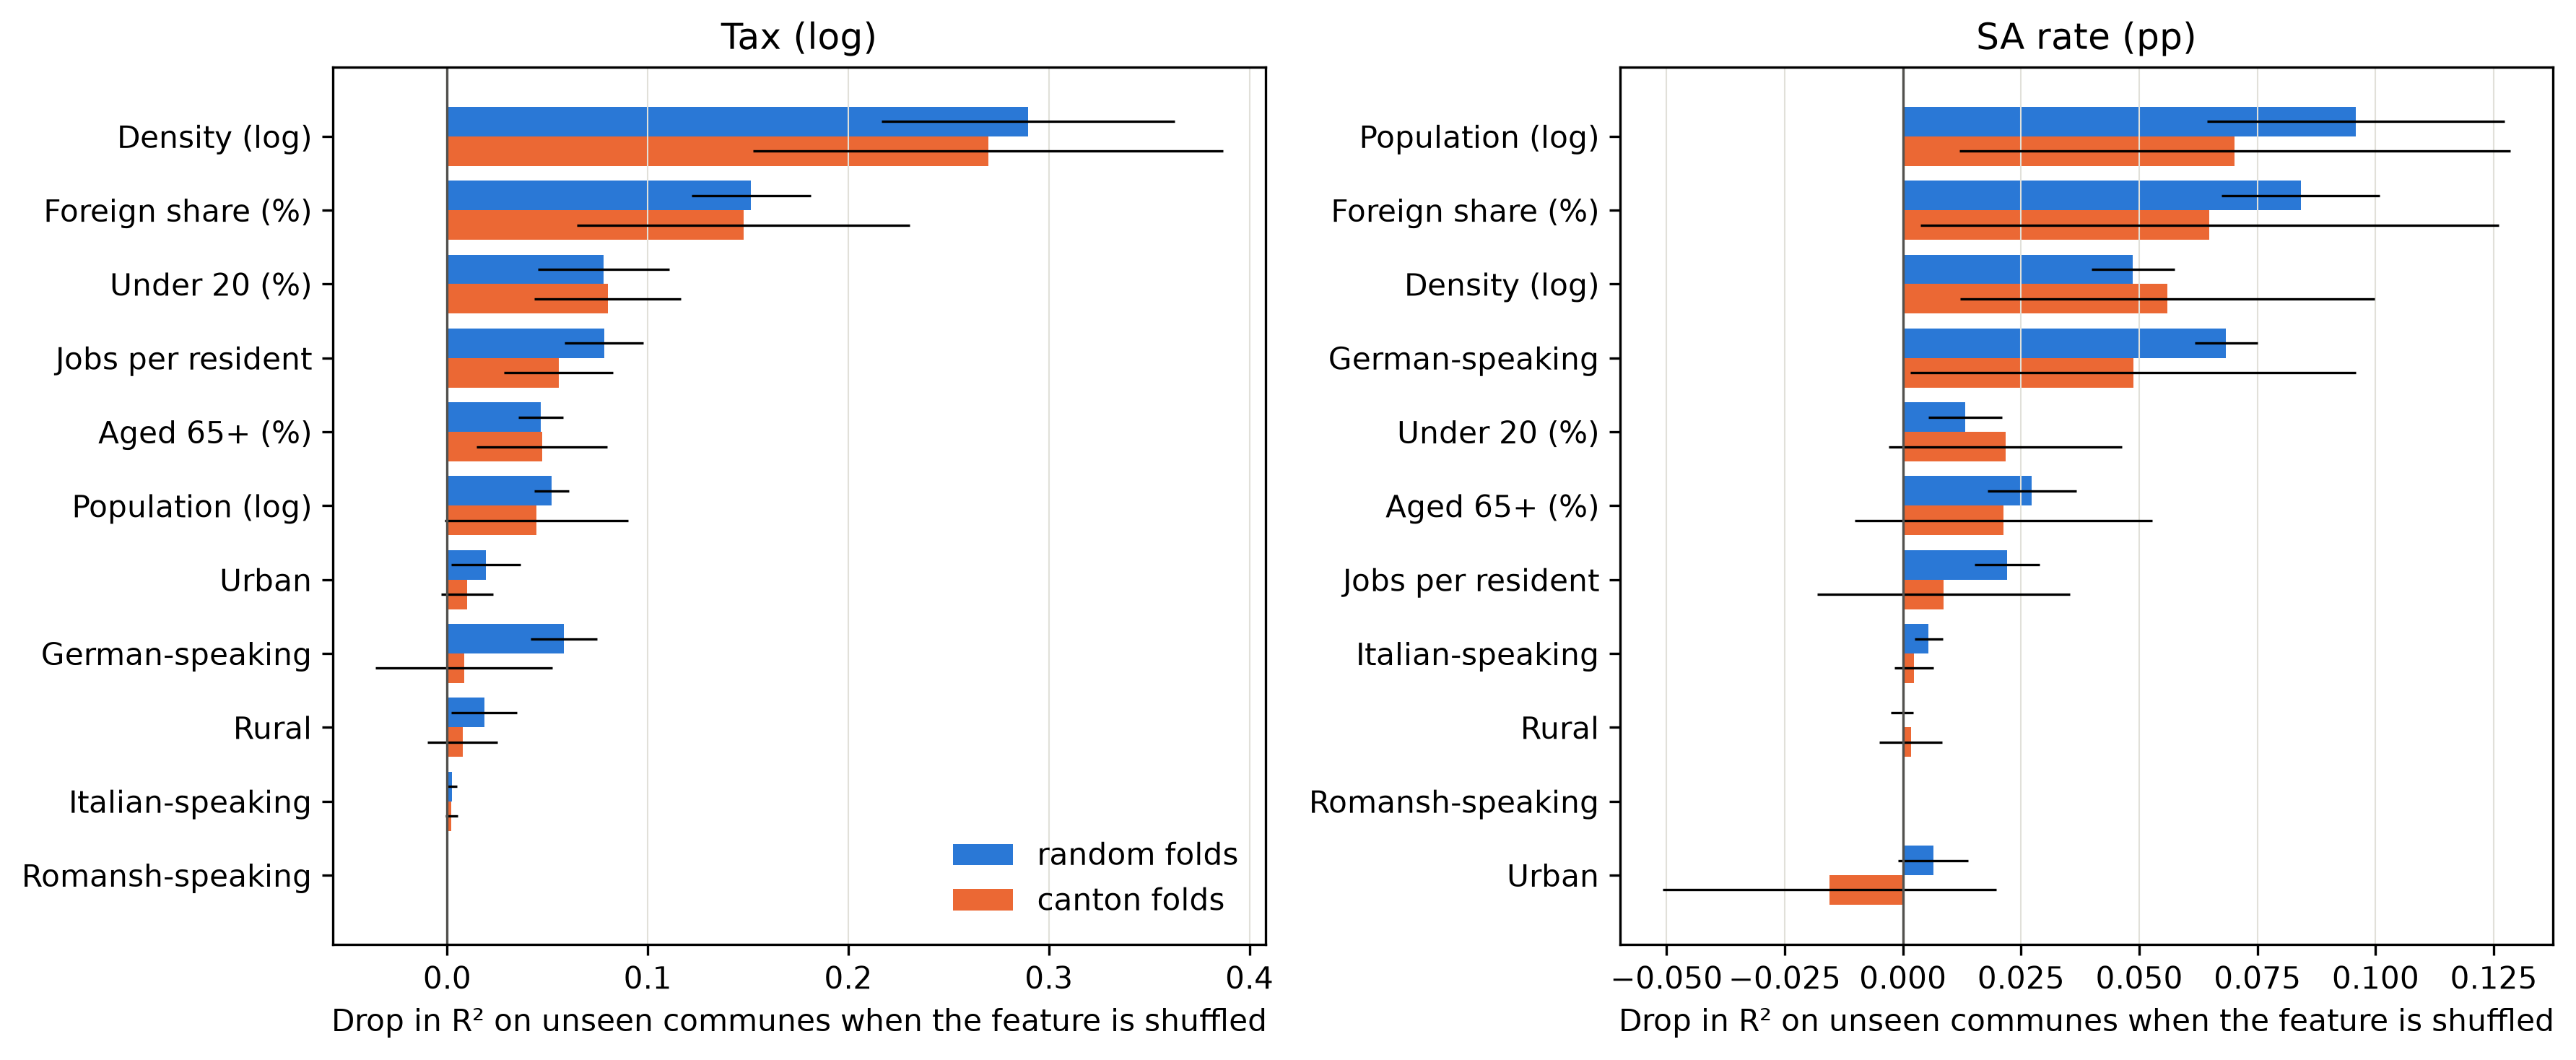 Tax (log)
Density (log)
Foreign share (%)
Under 20 (%)
Jobs per resident
Aged 65+ (%)
Population (log)
Urban
German-speaking
Rural
Italian-speaking
Romansh-speaking
random folds
canton folds
0.0 0.1 0.2 0.3 0.4
Drop in R² on unseen communes when the feature is shuffled
SA rate (pp)
Population (log)
Foreign share (%)
Density (log)
German-speaking
Under 20 (%)
Aged 65+ (%)
Jobs per resident
Italian-speaking
Rural
Romansh-speaking
Urban
−0.050 −0.025 0.000 0.025 0.050 0.075 0.100 0.125
Drop in R² on unseen communes when the feature is shuffled